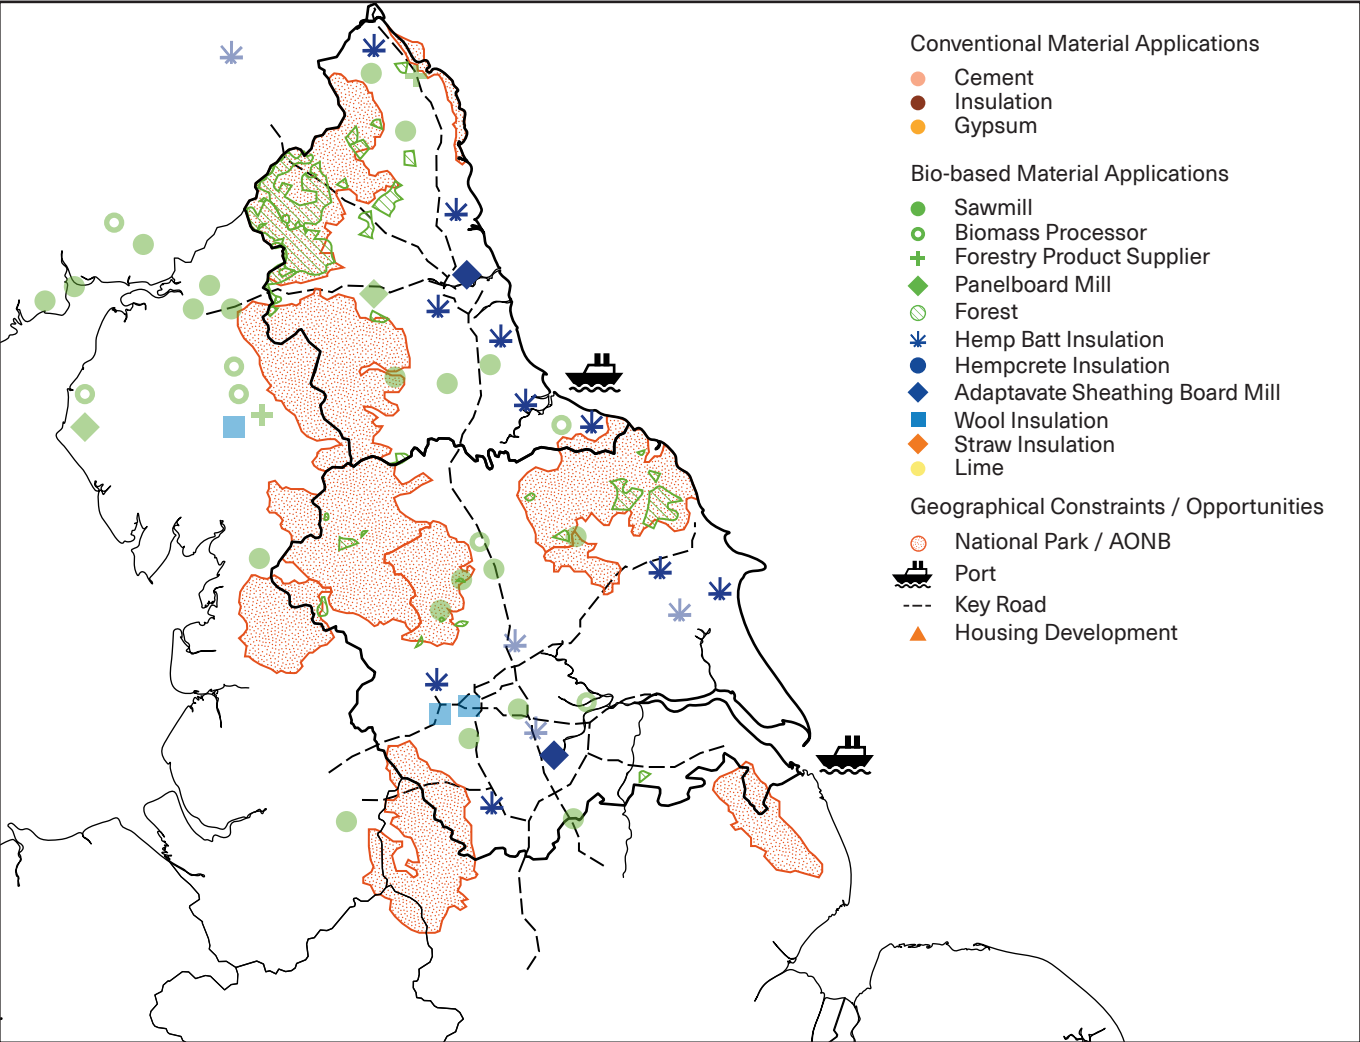 Conventional Material Applications
Cement
Insulation
Gypsum
Bio-based Material Applications
Sawmill
Biomass Processor
Forestry Product Supplier
Panelboard Mill
Forest
Hemp Batt Insulation
Hempcrete Insulation
Adaptavate Sheathing Board Mill
Wool Insulation
Straw Insulation
Lime
Geographical Constraints / Opportunities
National Park / AONB
Port
Key Road
Housing Development